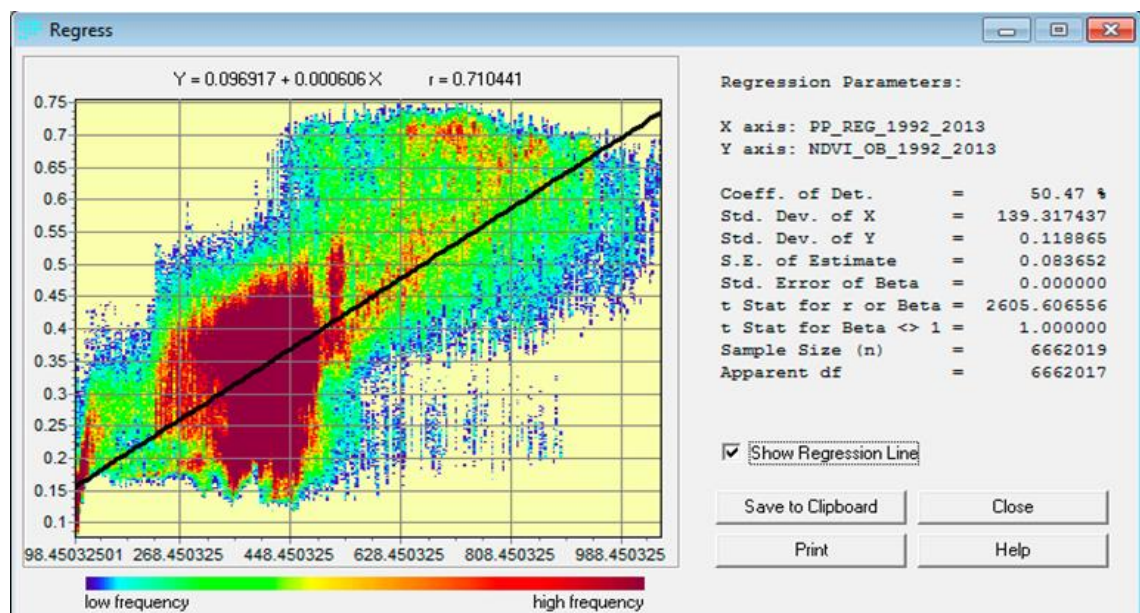 Regress
Y = 0.096917 + 0.000606 X r = 0.710441
0.75
0.7
0.65
0.6
0.55
0.5
0.45
0.4
0.35
0.3
0.25
0.2
0.15
0.1
98.45032501 268.450325 448.450325 628.450325 808.450325 988.450325
low frequency high frequency
Regression Parameters:
X axis: PP_REG_1992_2013
Y axis: NDVI_OB_1992_2013
Coeff. of Det. = 50.47 %
Std. Dev. of X = 139.317437
Std. Dev. of Y = 0.118865
S.E. of Estimate = 0.083652
Std. Error of Beta = 0.000000
t Stat for r or Beta = 2605.606556
t Stat for Beta <> 1 = 1.000000
Sample Size (n) = 6662019
Apparent df = 6662017
Show Regression Line
Save to Clipboard Close
Print Help